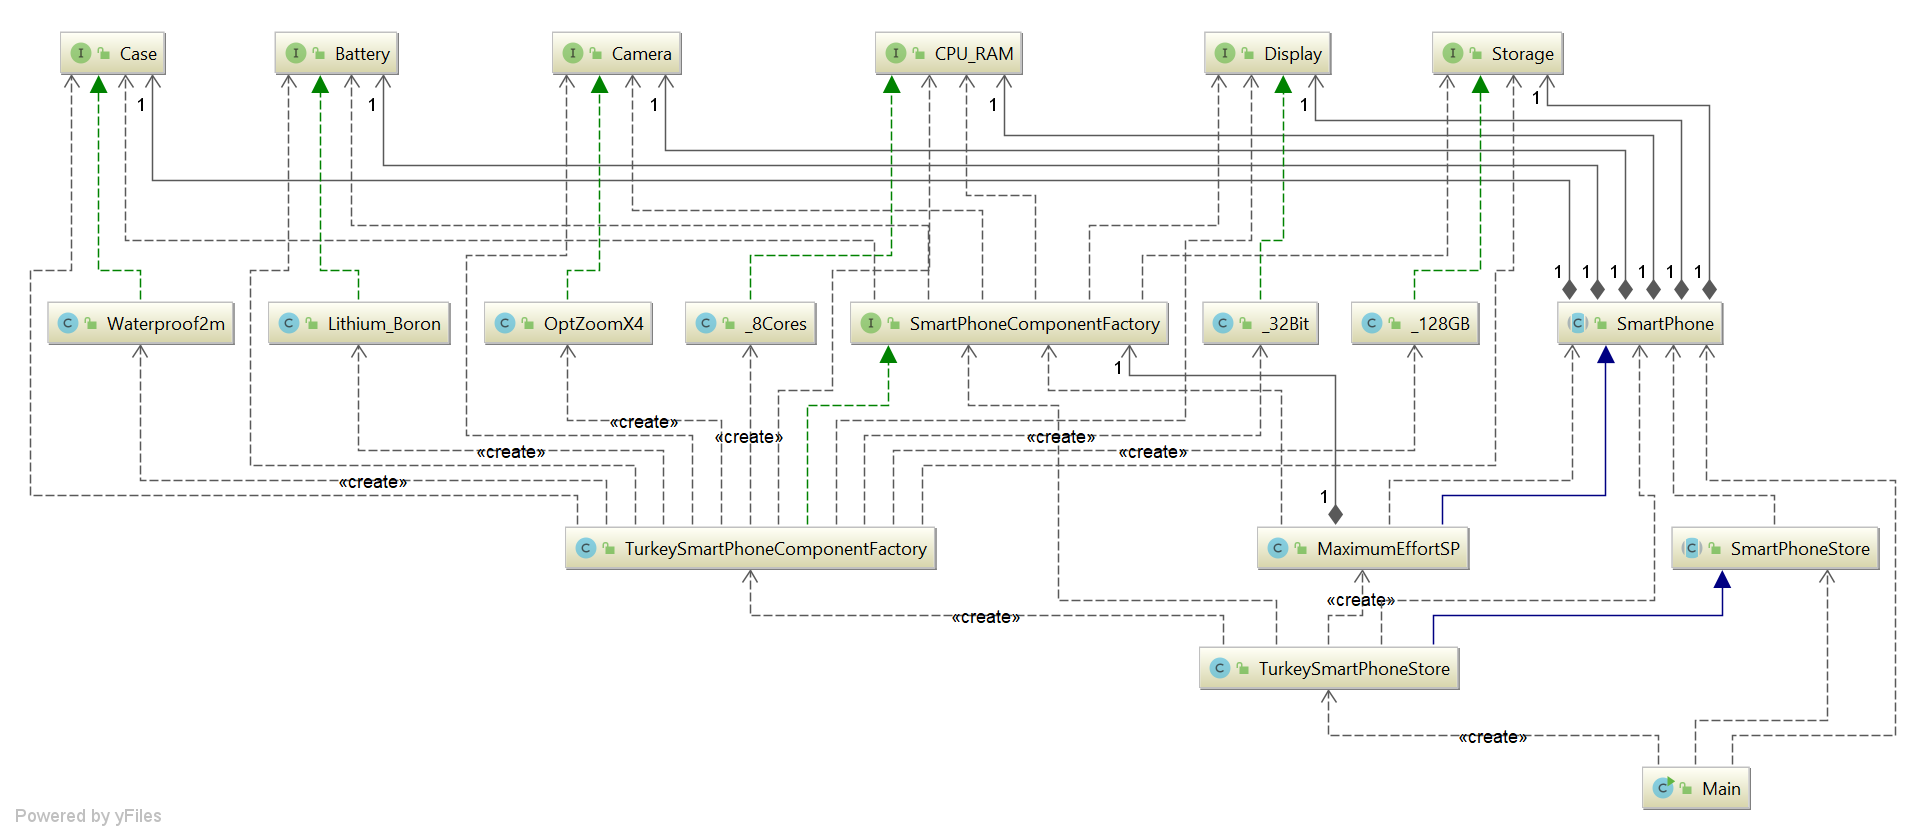 Case
Battery
Camera
CPU_RAM
Display
Storage
1
1
1
1
1
1
1
1
1
1
1
1
Waterproof2m
Lithium_Boron
OptZoomX4
_8Cores
SmartPhoneComponentFactory
_32Bit
_128GB
SmartPhone
1
«create»
«create»
«create»
«create»
«create»
«create»
1
TurkeySmartPhoneComponentFactory
MaximumEffortSP
SmartPhoneStore
«create»
«create»
TurkeySmartPhoneStore
«create»
Main
Powered by yFiles